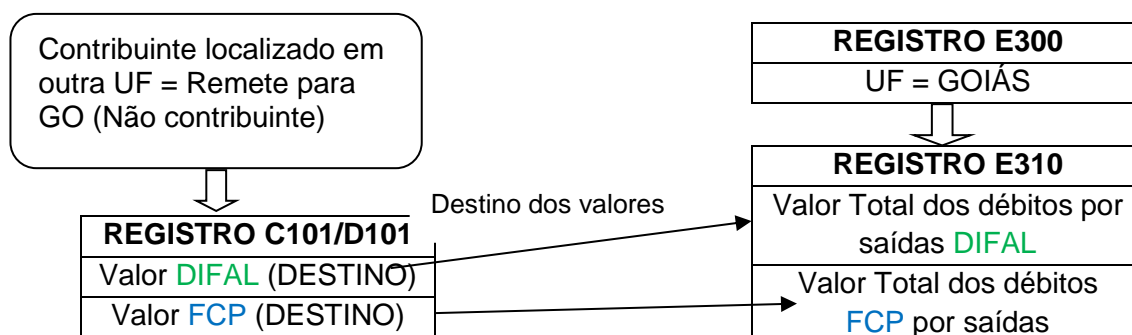 Contribuinte localizado em
outra UF = Remete para
GO (Não contribuinte)
REGISTRO C101/D101
Valor DIFAL (DESTINO)
Valor FCP (DESTINO)
Destino dos valores
REGISTRO E300
UF = GOIÁS
REGISTRO E310
Valor Total dos débitos por
saídas DIFAL
Valor Total dos débitos
FCP por saídas